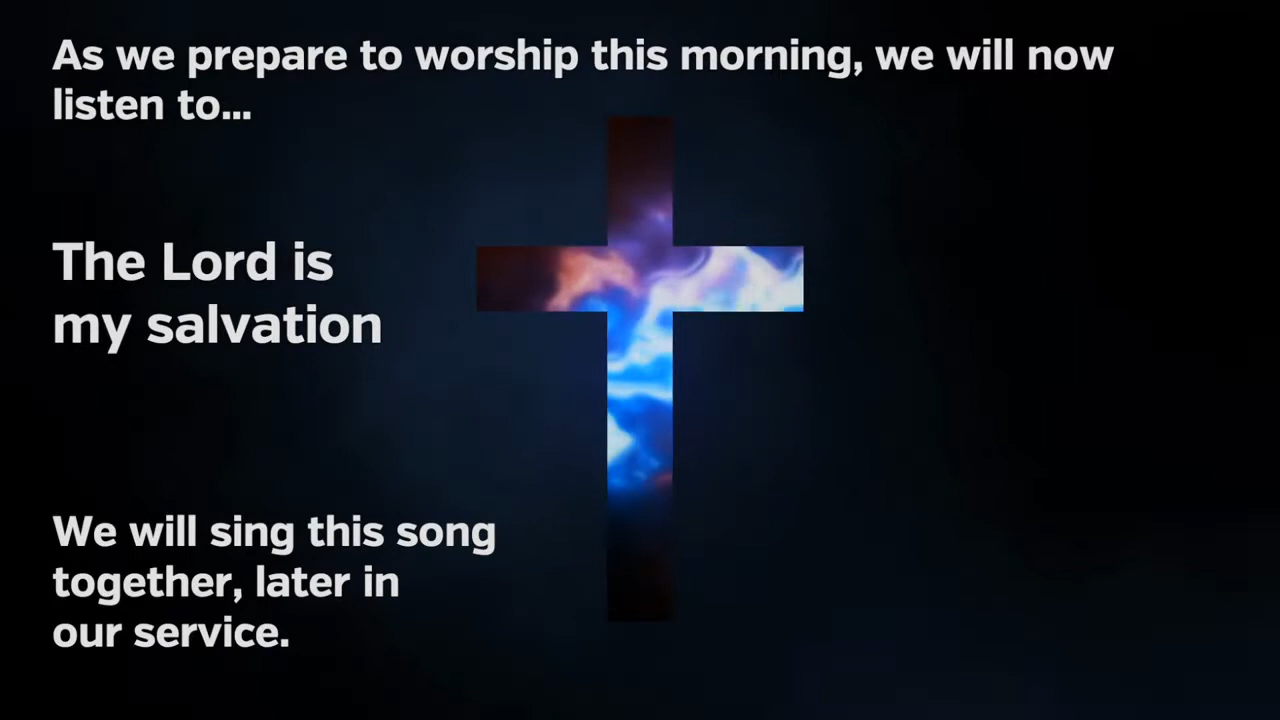 As we prepare to worship this morning, we will now
listen to...
The Lord is
my salvation
We will sing this song
together, later in
our service.